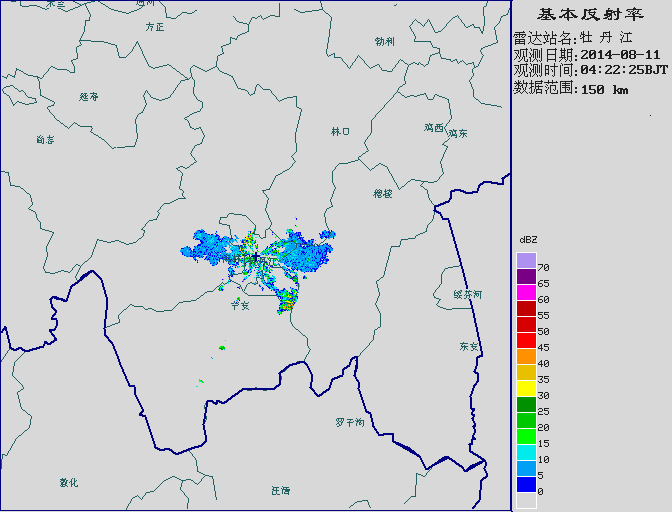 基本反射率
雷达站名:牡 丹 江
观测日期:2014-08-11
观测时间:04:22:25BJT
数据范围:150 km
方正
勃利
延寿
尚志
林口
鸡西
鸡东
穆棱
宁安
绥芬河
东安
罗子沟
敦化
汪清
dBZ
70
65
60
55
50
45
40
35
30
25
20
15
10
5
0